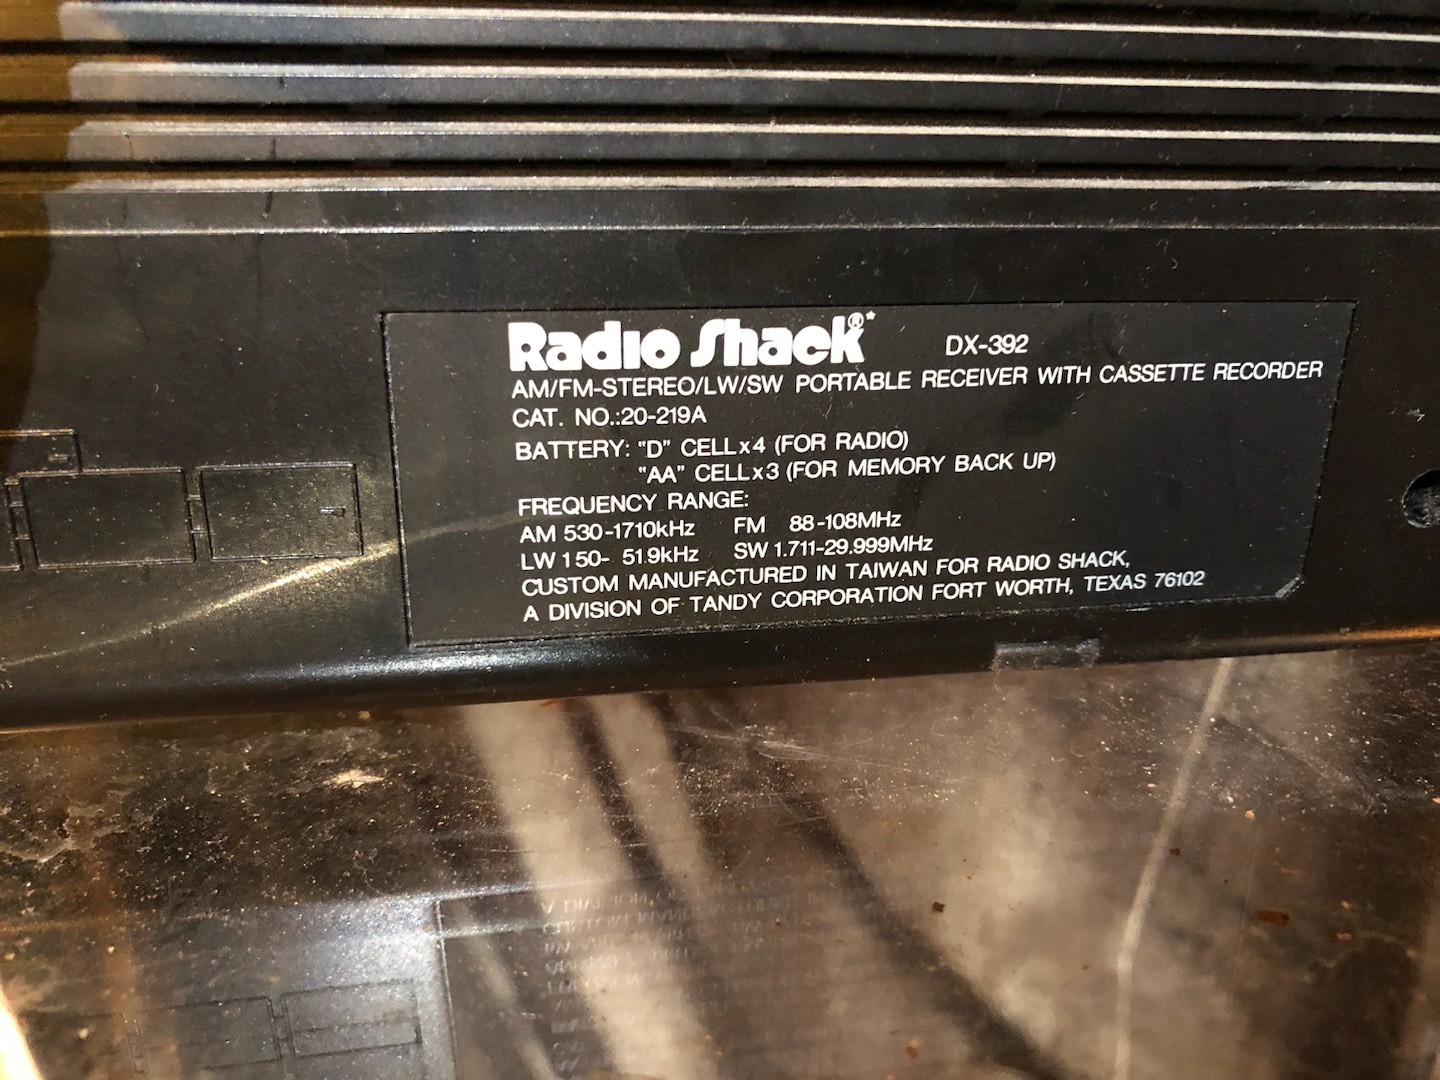 Radio Shack®* DX-392
AM/FM-STEREO/LW/SW PORTABLE RECEIVER WITH CASSETTE RECORDER
CAT. NO.:20-219A
BATTERY: "D" CELLx4 (FOR RADIO)
"AA" CELLx3 (FOR MEMORY BACK UP)
FREQUENCY RANGE:
AM 530-1710kHz FM 88-108MHz
LW 150- 519kHz SW 1.711-29.999MHz
CUSTOM MANUFACTURED IN TAIWAN FOR RADIO SHACK,
A DIVISION OF TANDY CORPORATION FORT WORTH, TEXAS 76102